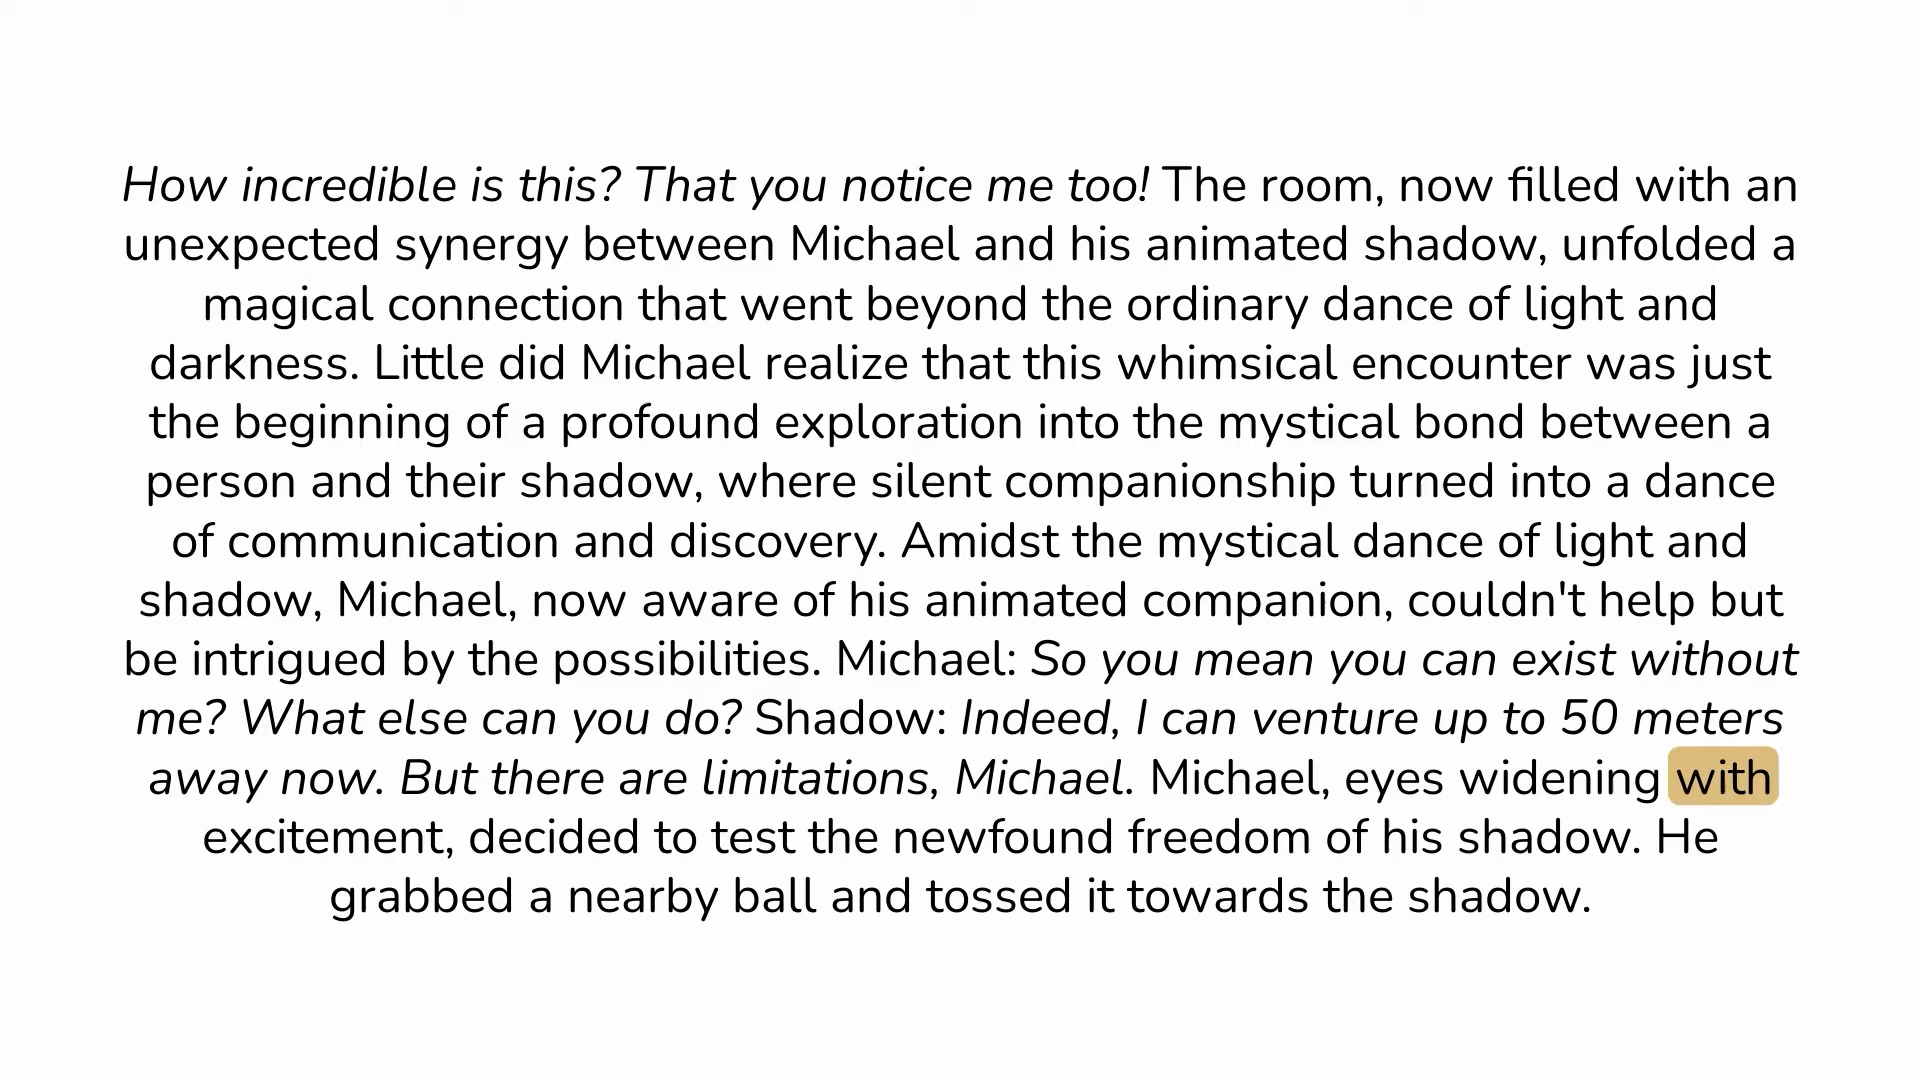 How incredible is this? That you notice me too! The room, now filled with an
unexpected synergy between Michael and his animated shadow, unfolded a
magical connection that went beyond the ordinary dance of light and
darkness. Little did Michael realize that this whimsical encounter was just
the beginning of a profound exploration into the mystical bond between a
person and their shadow, where silent companionship turned into a dance
of communication and discovery. Amidst the mystical dance of light and
shadow, Michael, now aware of his animated companion, couldn't help but
be intrigued by the possibilities. Michael: So you mean you can exist without
me? What else can you do? Shadow: Indeed, I can venture up to 50 meters
away now. But there are limitations, Michael. Michael, eyes widening with
excitement, decided to test the newfound freedom of his shadow. He
grabbed a nearby ball and tossed it towards the shadow.